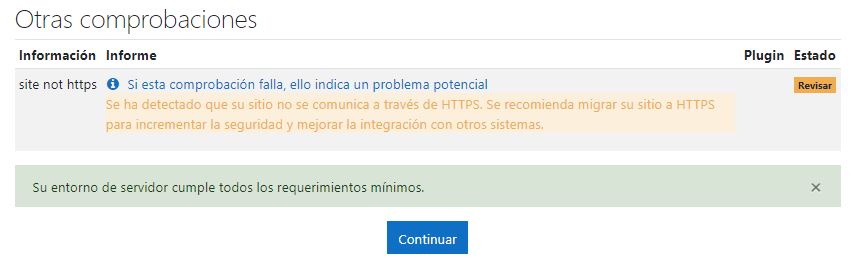 Otras comprobaciones
Información Informe Plugin Estado
site not https Si esta comprobación falla, ello indica un problema potencial Revisar
Se ha detectado que su sitio no se comunica a través de HTTPS. Se recomienda migrar su sitio a HTTPS
para incrementar la seguridad y mejorar la integración con otros sistemas.
Su entorno de servidor cumple todos los requerimientos mínimos. ×
Continuar